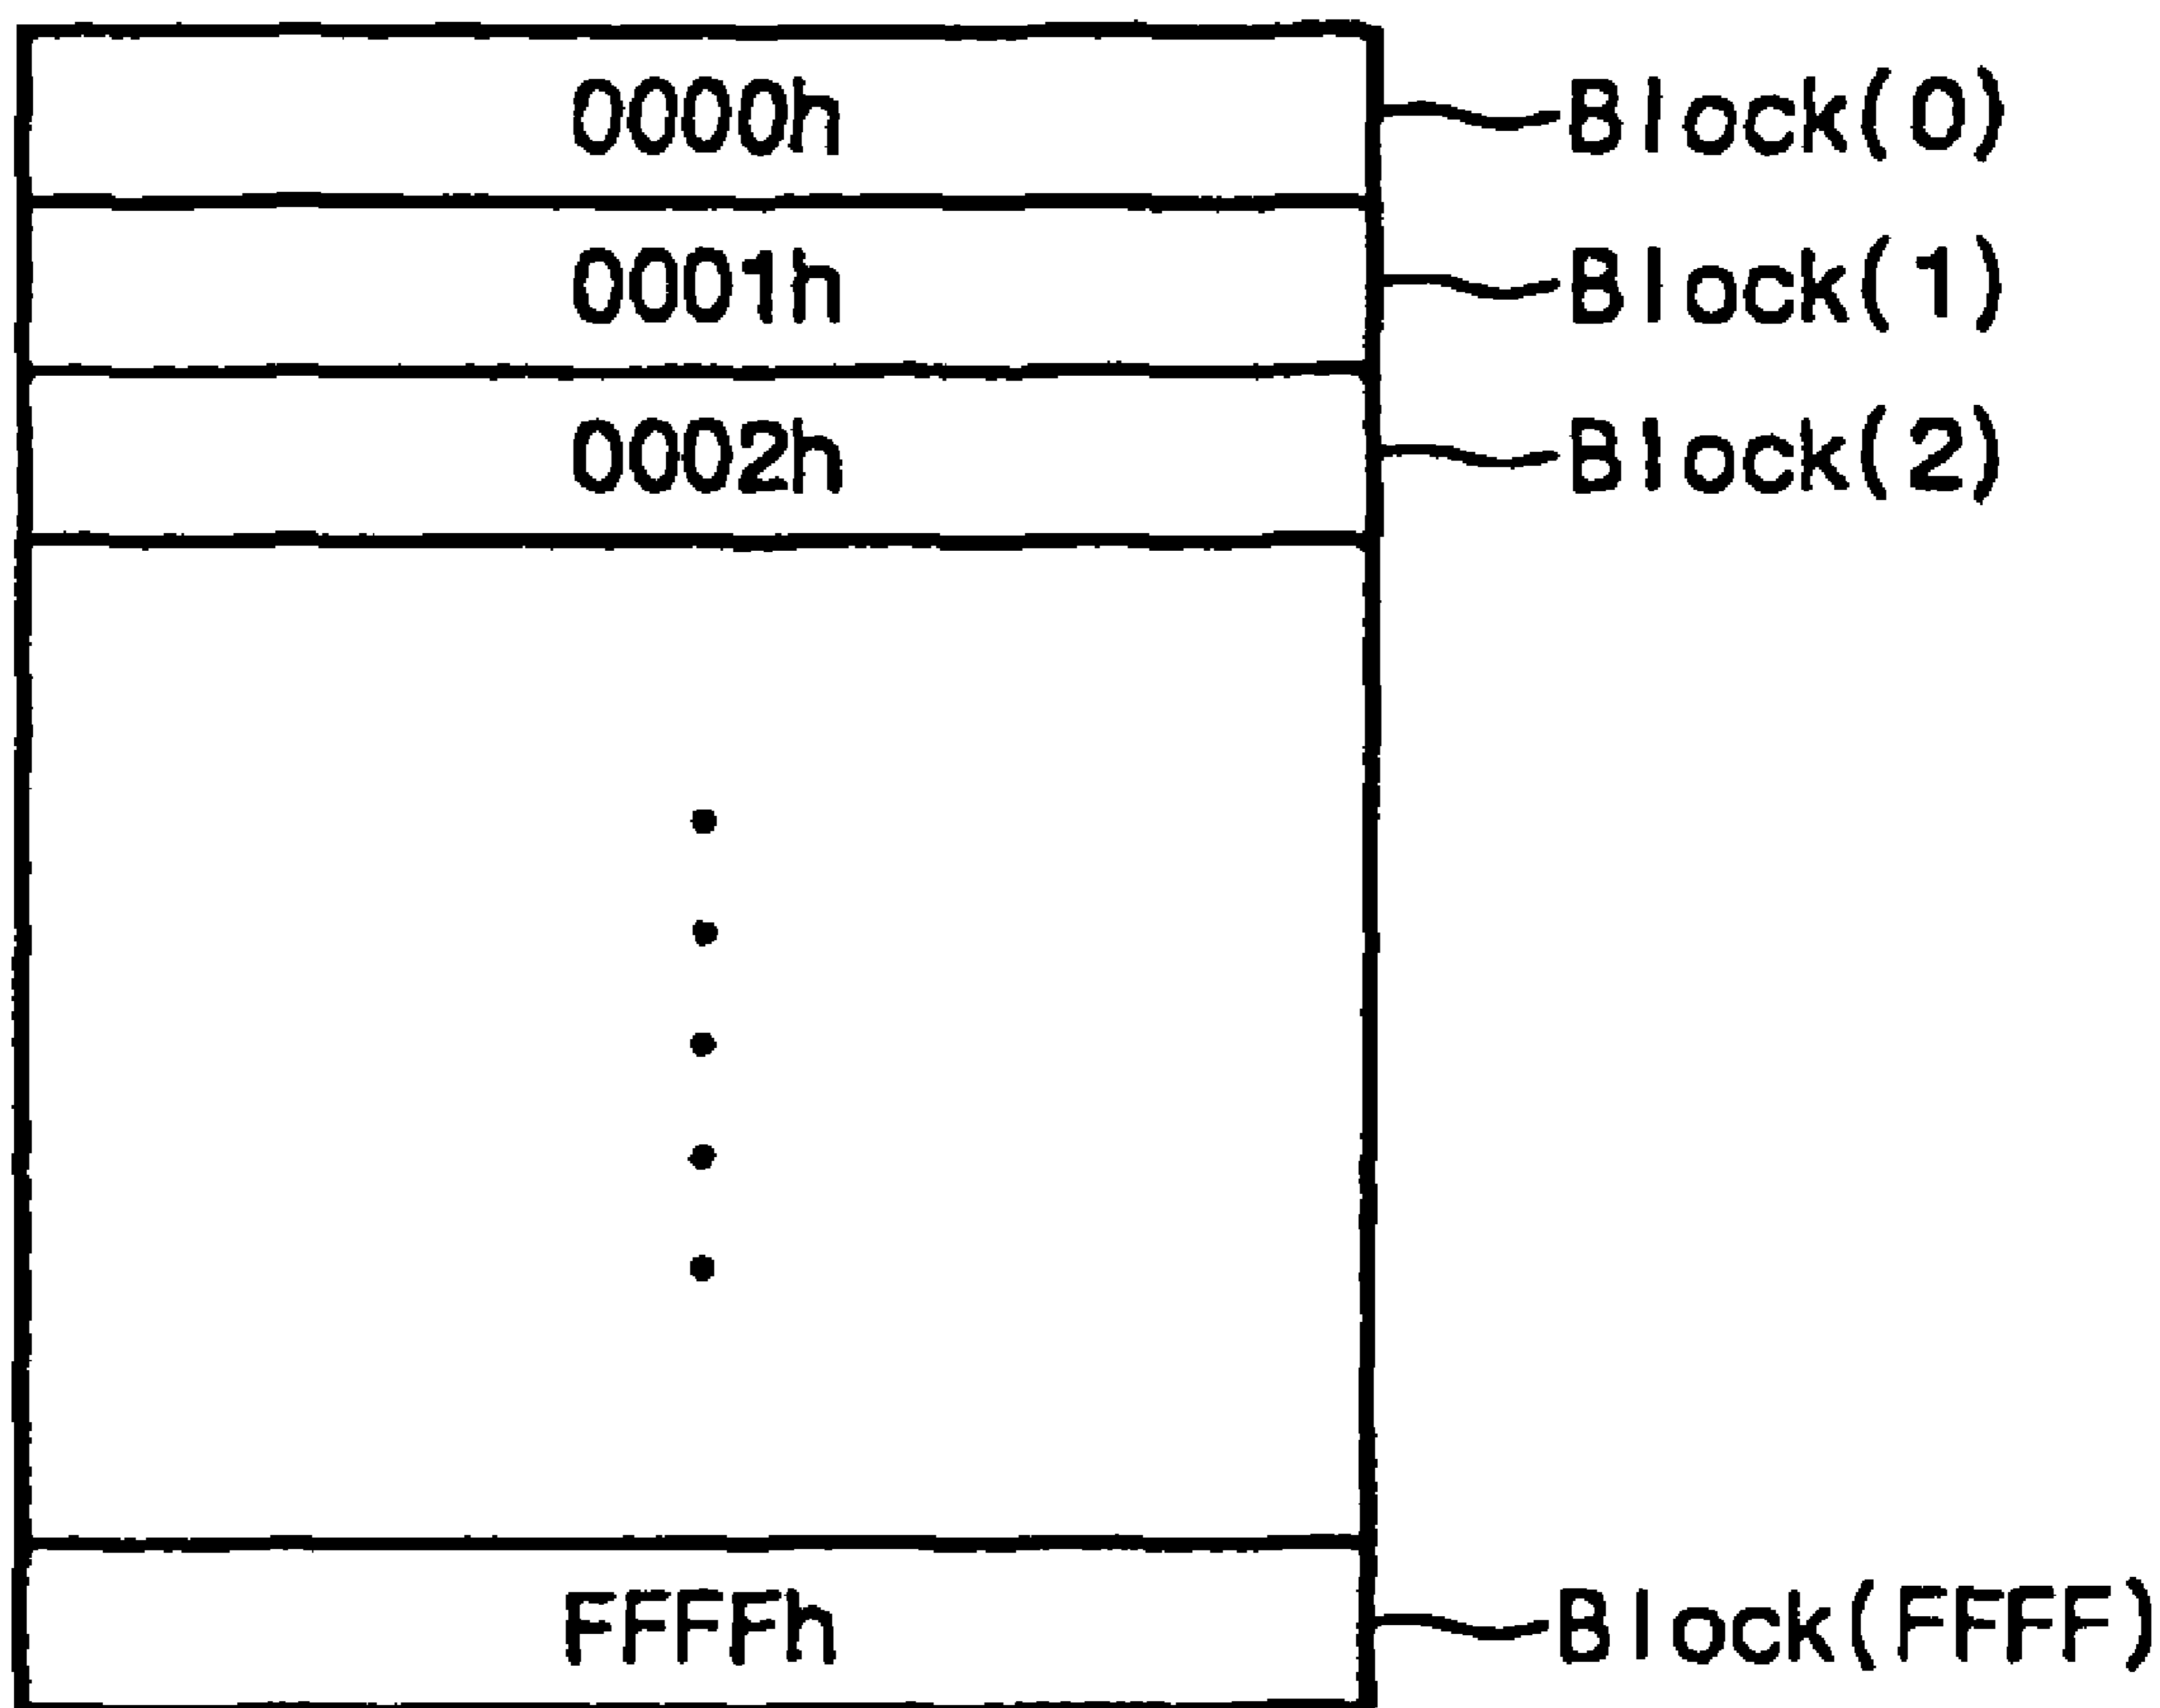 0000h Block(0)
0001h Block(1)
0002h Block(2)
FFFFh Block(FFFF)